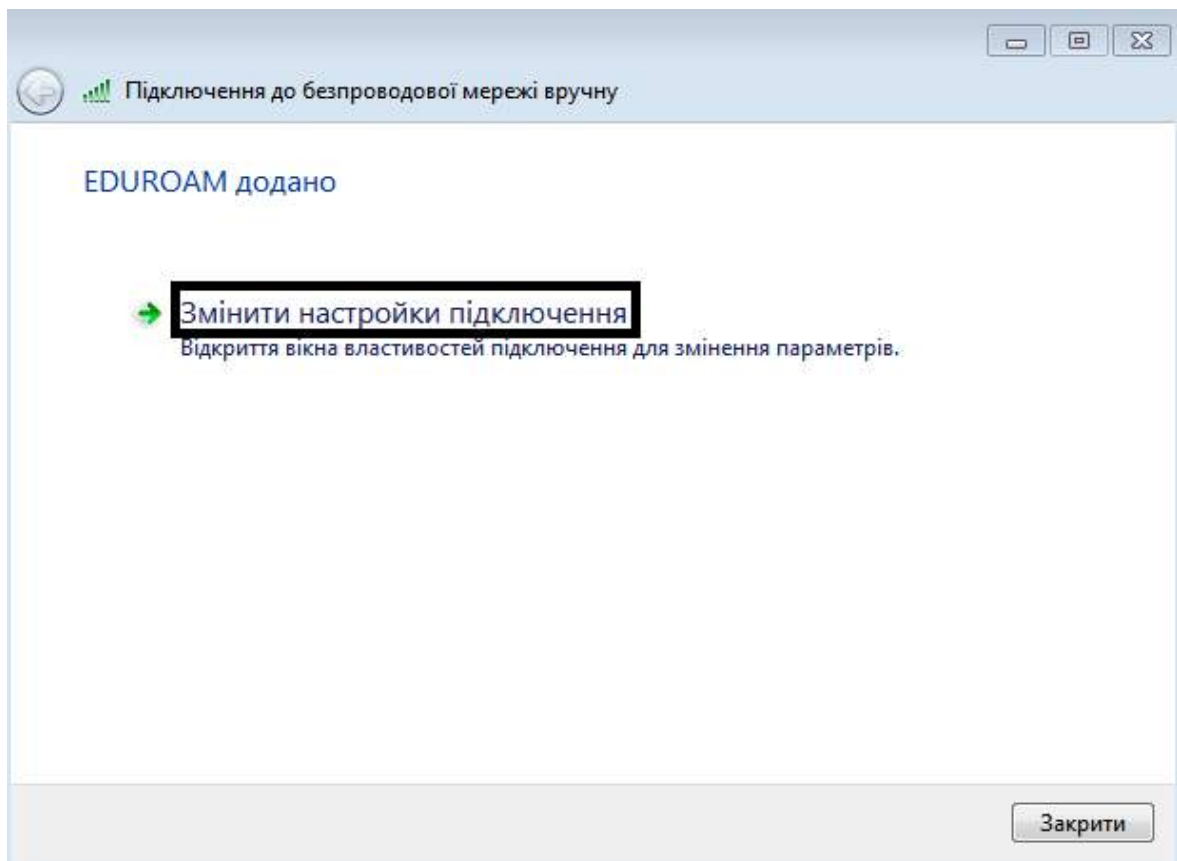 Підключення до безпроводової мережі вручну
EDUROAM додано
Змінити настройки підключення
Відкриття вікна властивостей підключення для змінення параметрів.
Закрити